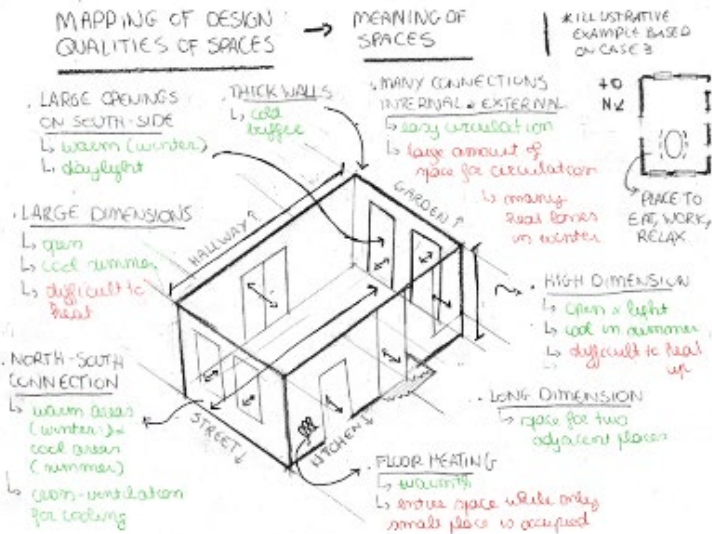 MAPPING OF DESIGN
QUALITIES OF SPACES
→ MEANING OF
SPACES
*ILLUSTRATIVE
EXAMPLE BASED
ON CASE 3
. LARGE OPENINGS
ON SOUTH-SIDE
↳ warm (winter)
↳ daylight
. THICK WALLS
↳ cold
buffer
. MANY CONNECTIONS
INTERNAL & EXTERNAL
↳ easy circulation
↳ large amount of
space for circulation
↳ many
heat losses
in winter
N
PLACE TO
EAT, WORK,
RELAX
. LARGE DIMENSIONS
↳ open
↳ cool summer
↳ difficult to
heat
HALLWAY↑
GARDEN↑
. HIGH DIMENSION
↳ open & light
↳ cool in summer
↳ difficult to heat
up
. NORTH-SOUTH
CONNECTION
↳ warm areas
(winter) &
cool areas
(summer)
↳ cross-ventilation
for cooling
STREET↓
KITCHEN↓
. LONG DIMENSION
↳ space for two
adjacent places
. FLUOR HEATING
↳ warmth
↳ entire space while only
small place is occupied